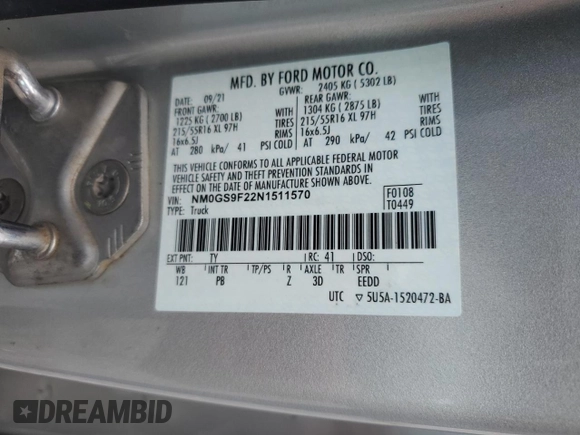 MFD. BY FORD MOTOR CO.
GVWR: 2405 KG ( 5302 LB)
DATE: 09/21
FRONT GAWR: REAR GAWR:
1225 KG ( 2700 LB) 1304 KG ( 2875 LB)
215/55R16 XL 97H TIRES 215/55R16 XL 97H TIRES
16x6.5J RIMS 16x6.5J RIMS
AT 280 kPa/ 41 PSI COLD AT 290 kPa/ 42 PSI COLD
THIS VEHICLE CONFORMS TO ALL APPLICABLE FEDERAL MOTOR
VEHICLE SAFETY AND THEFT PREVENTION STANDARDS IN
EFFECT ON THE DATE OF MANUFACTURE SHOWN ABOVE.
VIN: NM0GS9F22N1511570 F0108
TYPE: Truck T0449
EXT PNT: TY RC: 41 DSO:
WB INT TR TP/PS R AXLE TR SPR
121 PB Z 3D EEDD
UTC ▽ 5U5A-1520472-BA
DREAMBID